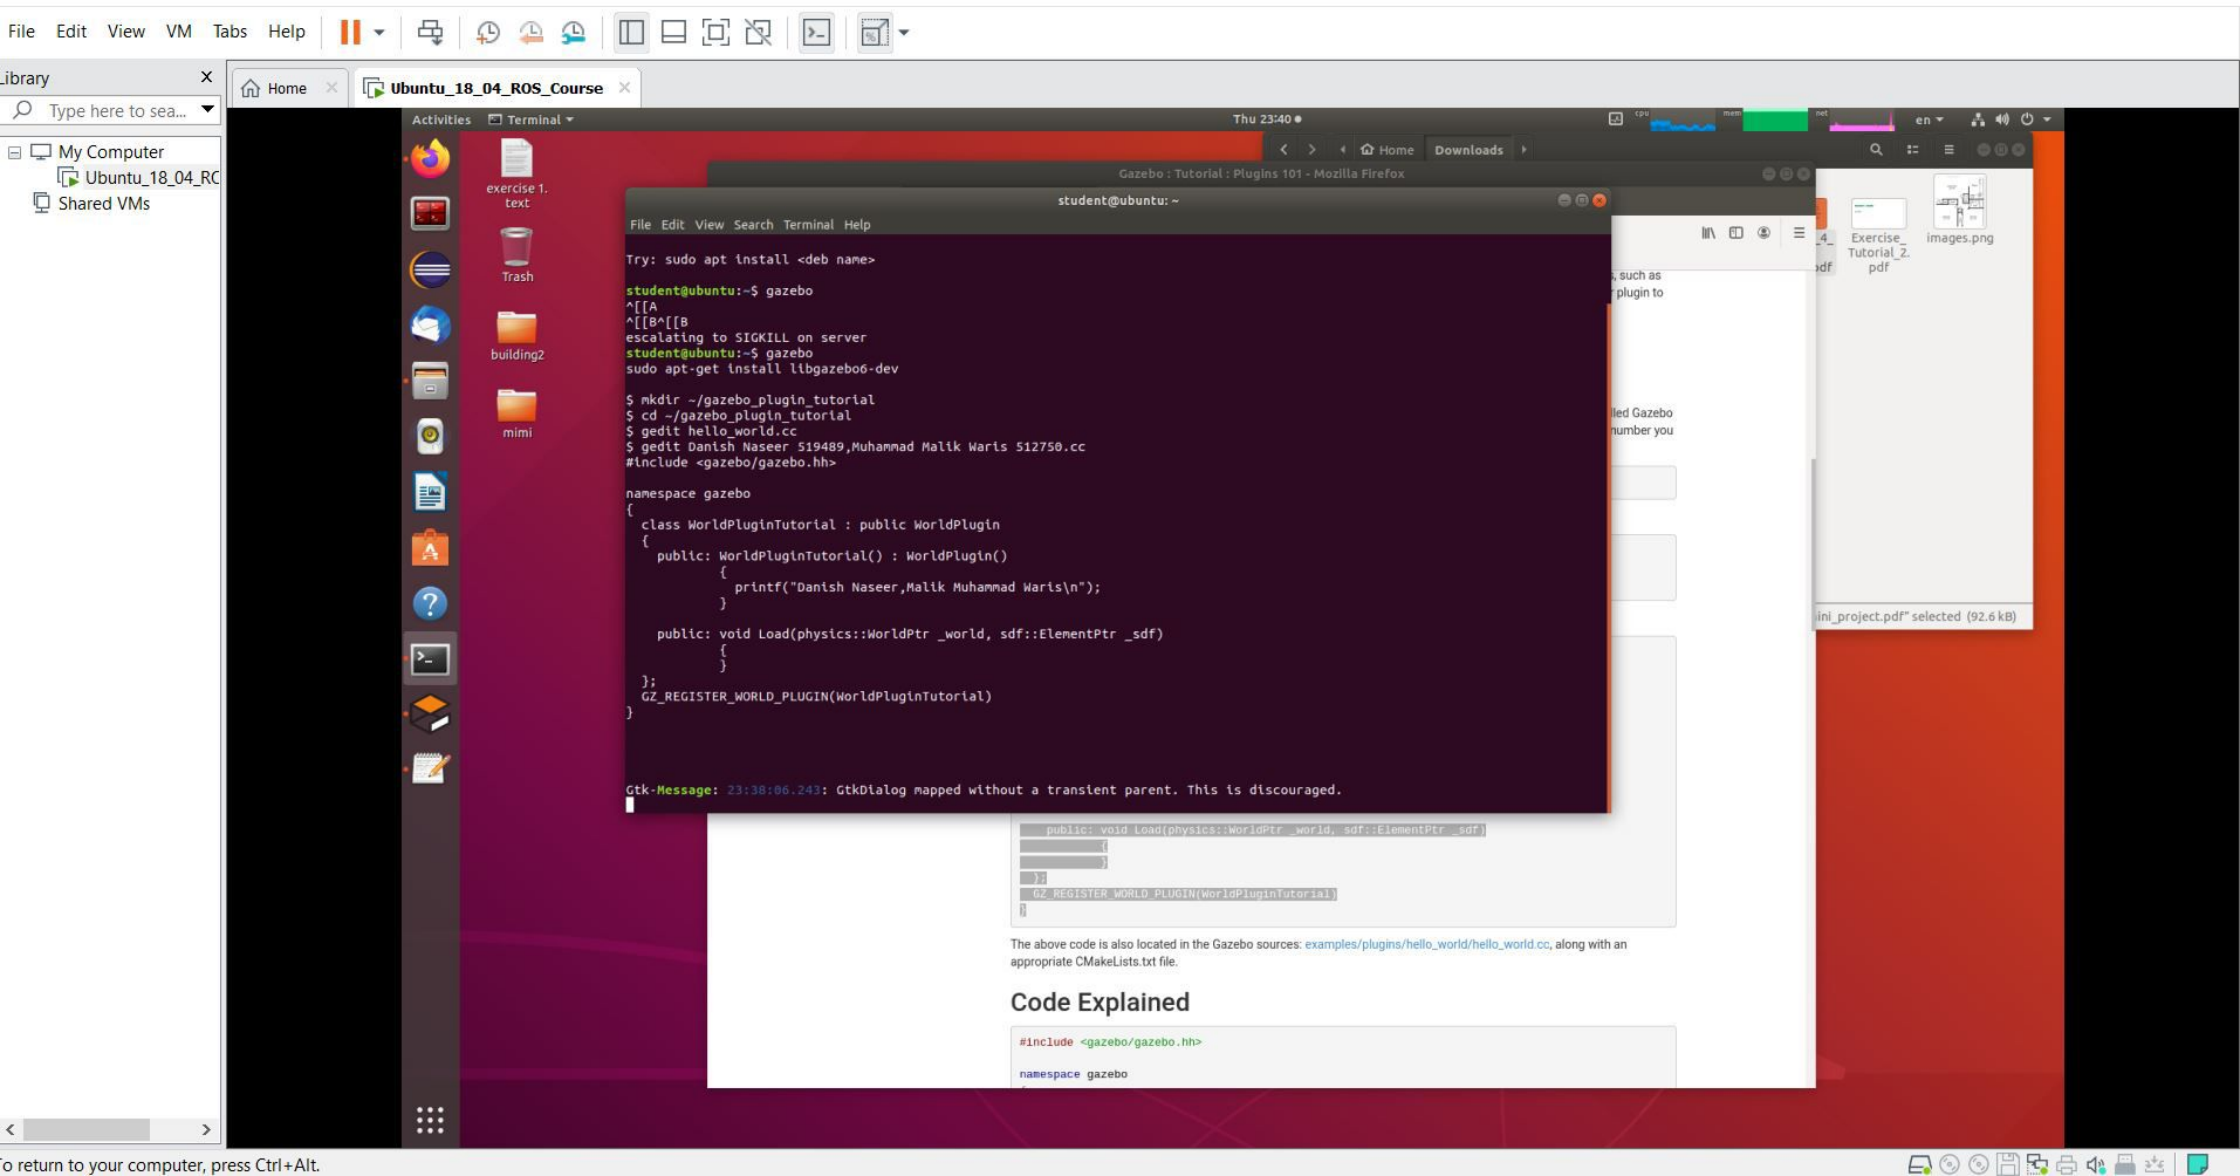 File Edit View VM Tabs Help
Library X
Type here to sea...
My Computer
Ubuntu_18_04_RO
Shared VMs
Home
Ubuntu_18_04_ROS_Course
Activities Terminal
Thu 23:40
cpu mem net en
exercise 1.
text
Trash
building2
mimi
Home Downloads
Gazebo : Tutorial : Plugins 101 - Mozilla Firefox
student@ubuntu: ~
File Edit View Search Terminal Help
Try: sudo apt install <deb name>
student@ubuntu:~$ gazebo
^[[A
^[[B^[[B
escalating to SIGKILL on server
student@ubuntu:~$ gazebo
sudo apt-get install libgazebo6-dev
$ mkdir ~/gazebo_plugin_tutorial
$ cd ~/gazebo_plugin_tutorial
$ gedit hello_world.cc
$ gedit Danish Naseer 519489,Muhammad Malik Waris 512750.cc
#include <gazebo/gazebo.hh>
namespace gazebo
{
class WorldPluginTutorial : public WorldPlugin
{
public: WorldPluginTutorial() : WorldPlugin()
{
printf("Danish Naseer,Malik Muhammad Waris\n");
}
public: void Load(physics::WorldPtr _world, sdf::ElementPtr _sdf)
{
}
};
GZ_REGISTER_WORLD_PLUGIN(WorldPluginTutorial)
}
Gtk-Message: 23:38:06.243: GtkDialog mapped without a transient parent. This is discouraged.
, such as
plugin to
lled Gazebo
number you
_4_
pdf
Exercise_
Tutorial_2.
pdf
images.png
ini_project.pdf" selected (92.6 kB)
public: void Load(physics::WorldPtr _world, sdf::ElementPtr _sdf)
{
}
};
GZ_REGISTER_WORLD_PLUGIN(WorldPluginTutorial)
}
The above code is also located in the Gazebo sources: examples/plugins/hello_world/hello_world.cc, along with an
appropriate CMakeLists.txt file.
Code Explained
#include <gazebo/gazebo.hh>
namespace gazebo
To return to your computer, press Ctrl+Alt.